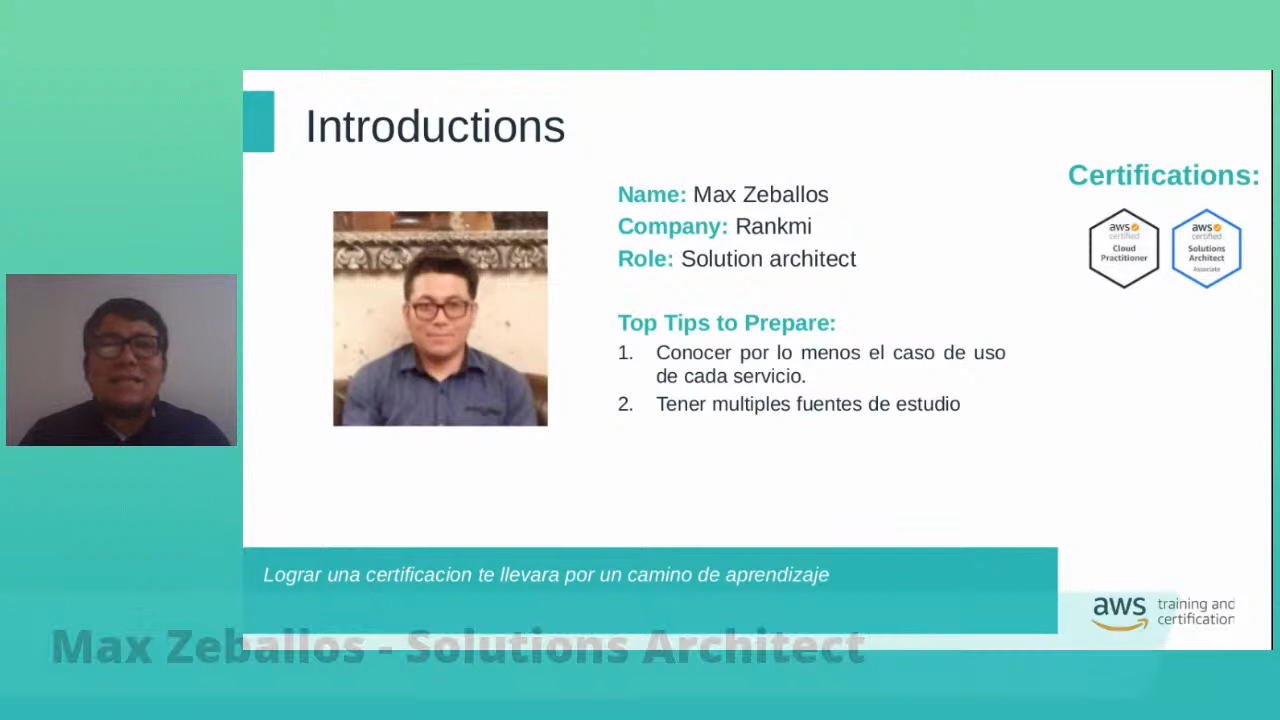 Introductions
Certifications:
Name: Max Zeballos
Company: Rankmi
Role: Solution architect
aws
certified
Cloud
Practitioner
aws
certified
Solutions
Architect
Associate
Top Tips to Prepare:
1. Conocer por lo menos el caso de uso
de cada servicio.
2. Tener multiples fuentes de estudio
Lograr una certificacion te llevara por un camino de aprendizaje
aws training and
certification
Max Zeballos - Solutions Architect